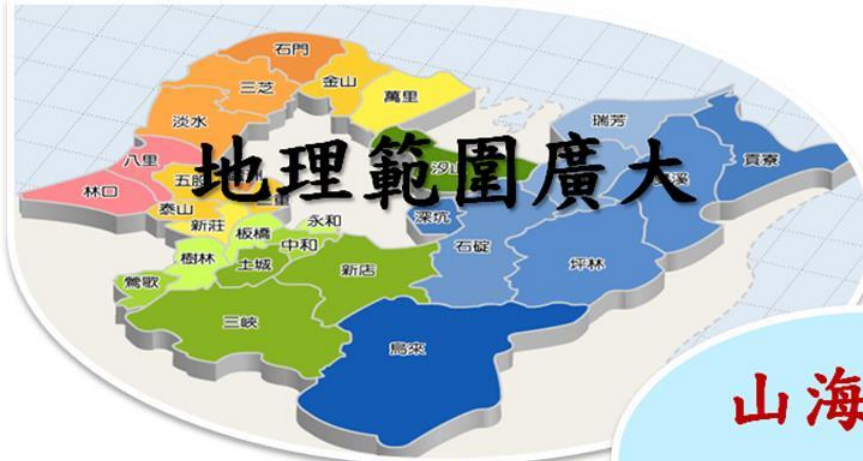 石門
三芝
金山
萬里
淡水
瑞芳
八里
地理範圍廣大
貢寮
林口
五股
泰山
深坑
新莊
板橋
永和
中和
石碇
坪林
樹林
土城
新店
鶯歌
三峽
烏來
山海